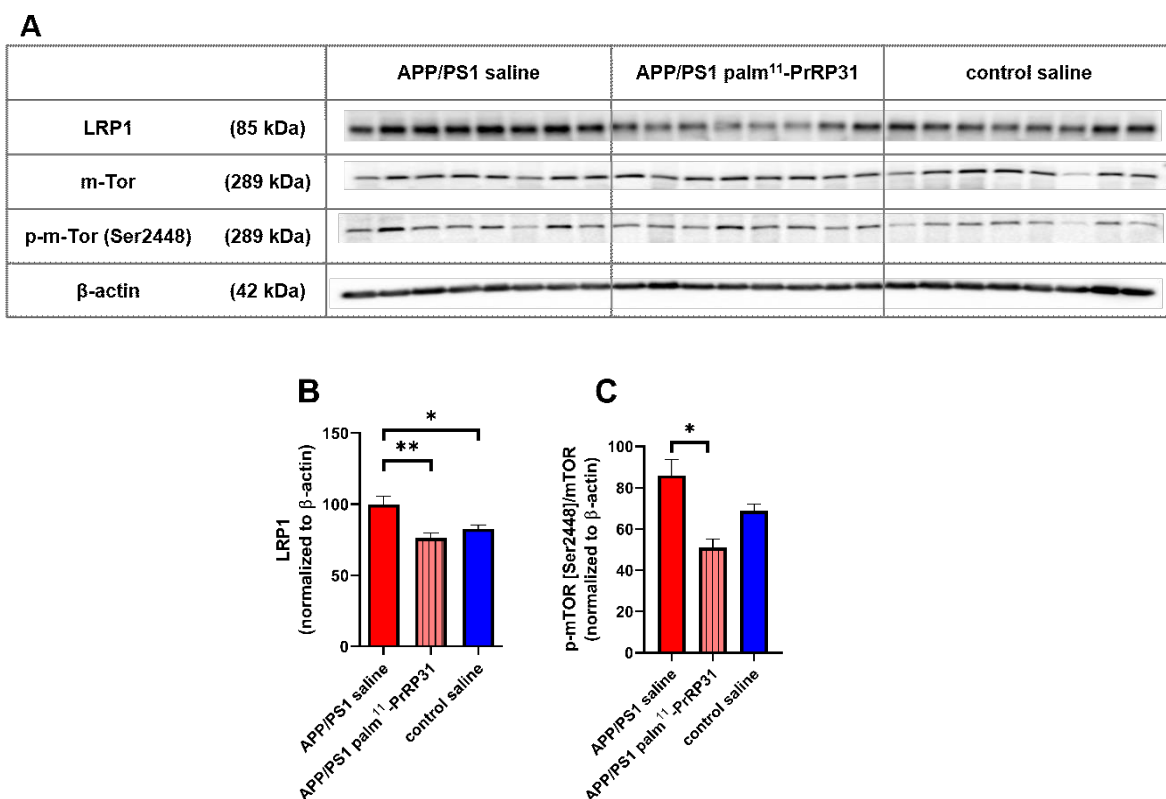 A
APP/PS1 saline APP/PS1 palm¹¹-PrRP31 control saline
LRP1 (85 kDa)
m-Tor (289 kDa)
p-m-Tor (Ser2448) (289 kDa)
β-actin (42 kDa)
B
LRP1
(normalized to β-actin)
150
100
50
0
*
**
APP/PS1 saline
APP/PS1 palm¹¹-PrRP31
control saline
C
p-mTOR [Ser2448]/mTOR
(normalized to β-actin)
100
80
60
40
20
0
*
APP/PS1 saline
APP/PS1 palm¹¹-PrRP31
control saline